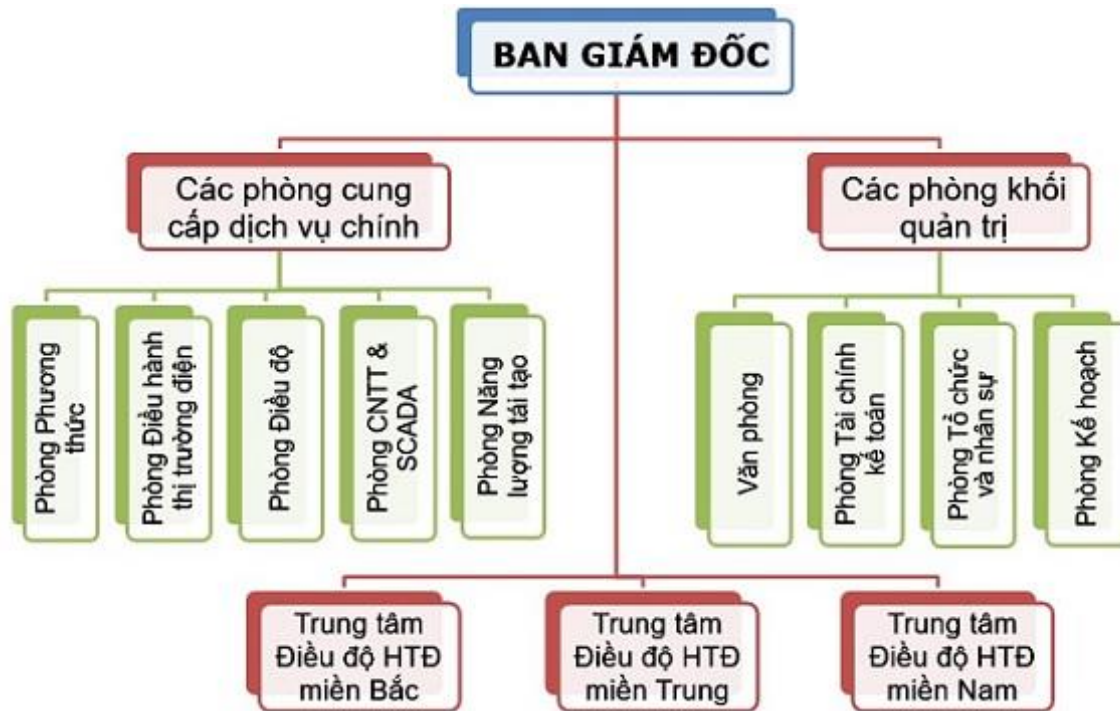 BAN GIÁM ĐỐC
Các phòng cung
cấp dịch vụ chính
Các phòng khối
quản trị
Phòng Phương
thức
Phòng Điều hành
thị trường điện
Phòng Điều độ
Phòng CNTT &
SCADA
Phòng Năng
lượng tái tạo
Văn phòng
Phòng Tài chính
kế toán
Phòng Tổ chức
và nhân sự
Phòng Kế hoạch
Trung tâm
Điều độ HTĐ
miền Bắc
Trung tâm
Điều độ HTĐ
miền Trung
Trung tâm
Điều độ HTĐ
miền Nam